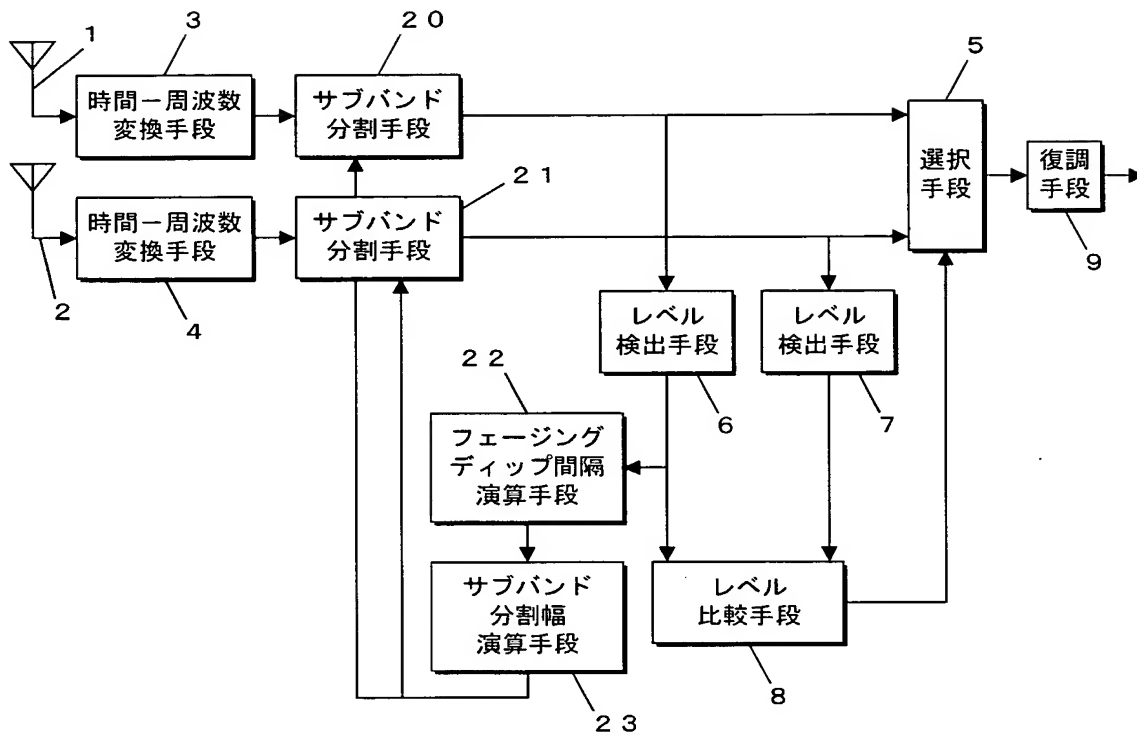 1
3
20
5
時間－周波数
変換手段
サブバンド
分割手段
選択
手段
復調
手段
9
21
時間－周波数
変換手段
サブバンド
分割手段
2
4
レベル
検出手段
6
レベル
検出手段
7
22
フェージング
ディップ間隔
演算手段
サブバンド
分割幅
演算手段
23
レベル
比較手段
8